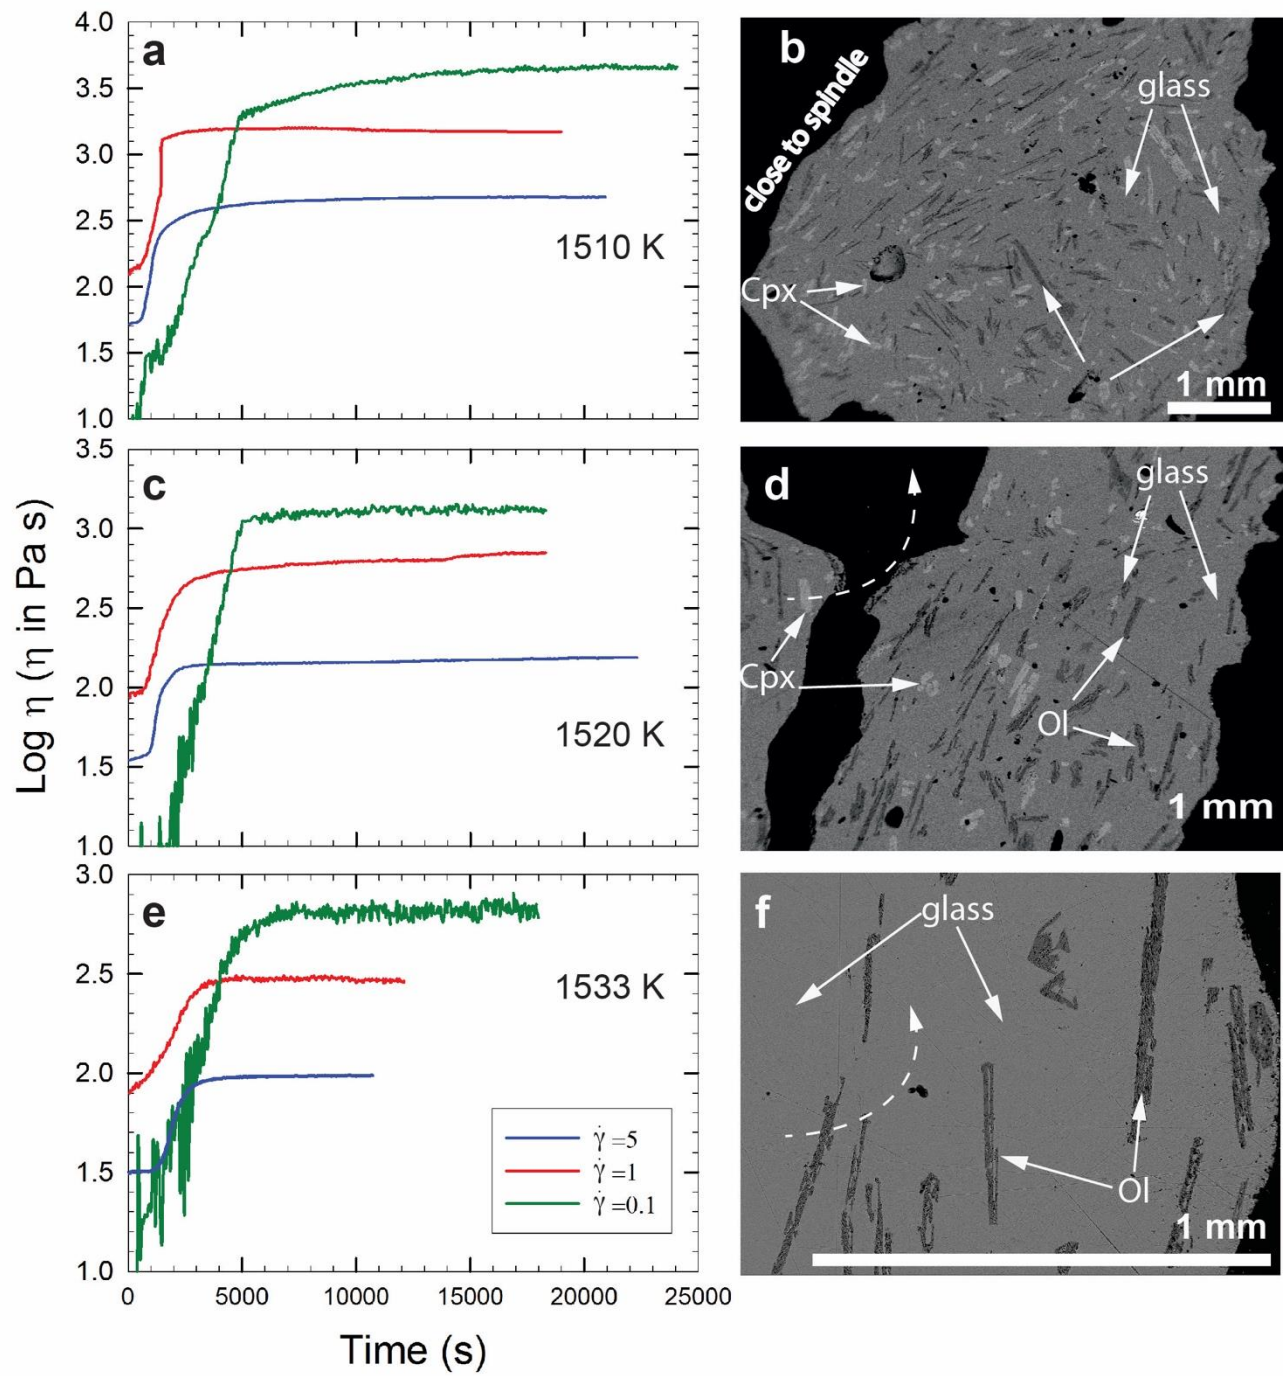 a
4.0
3.5
3.0
2.5
2.0
1.5
1.0
1510 K
b
close to spindle
glass
Cpx
1 mm
c
3.5
3.0
2.5
2.0
1.5
1.0
1520 K
d
glass
Cpx
Ol
1 mm
Log η (η in Pa s)
e
3.0
2.5
2.0
1.5
1.0
1533 K
γ̇ =5
γ̇ =1
γ̇ =0.1
0 5000 10000 15000 20000 25000
Time (s)
f
glass
Ol
1 mm